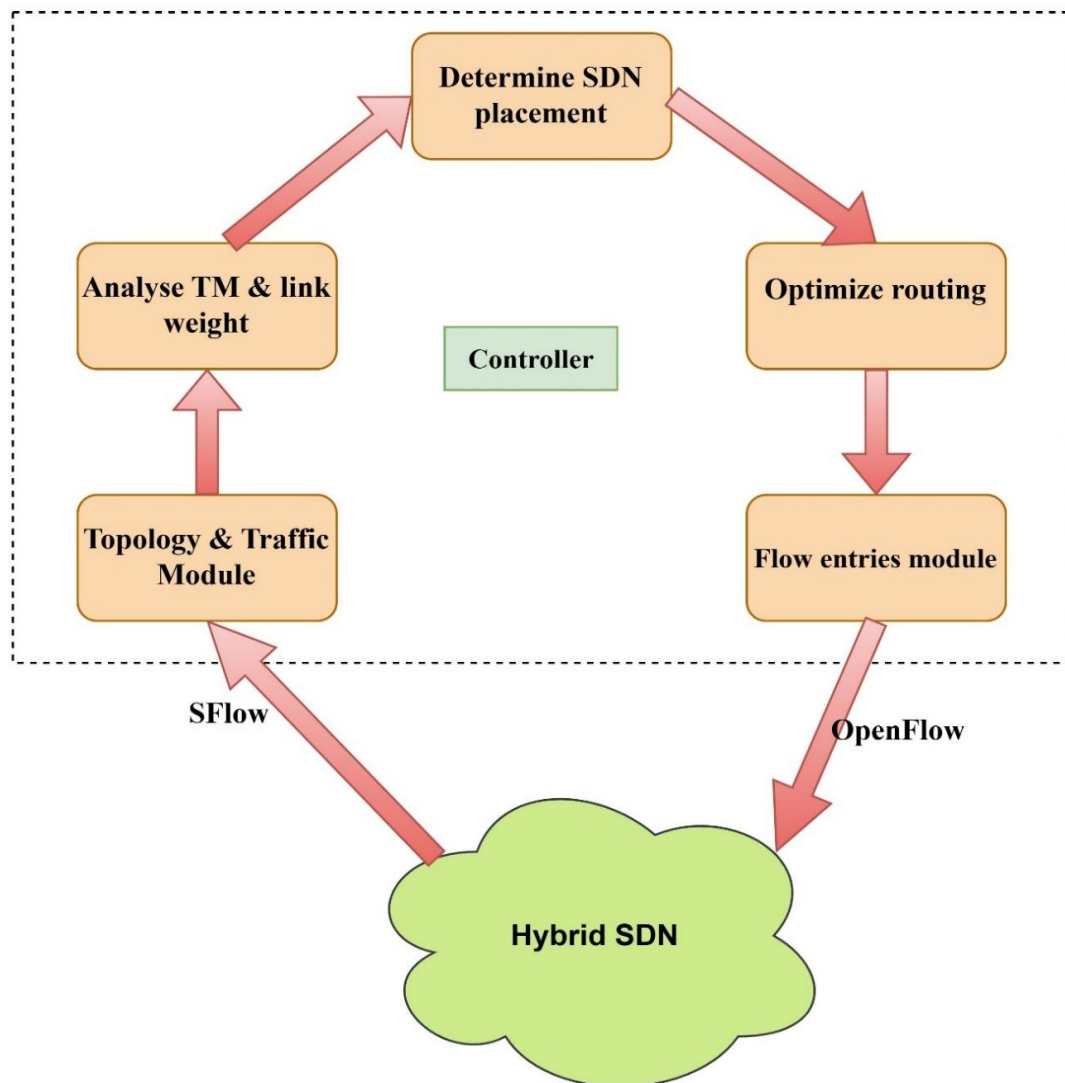 Determine SDN
placement
Analyse TM & link
weight
Optimize routing
Controller
Topology & Traffic
Module
Flow entries module
SFlow
OpenFlow
Hybrid SDN